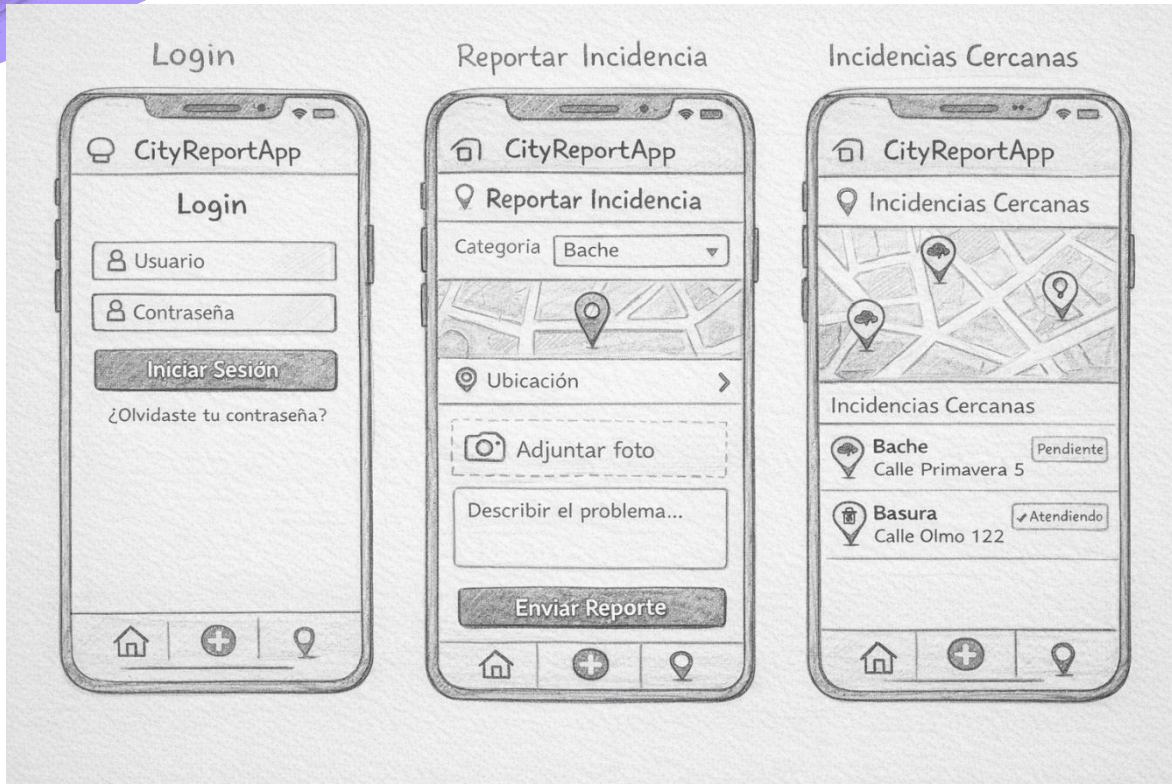 Login
CityReportApp
Login
Usuario
Contraseña
Iniciar Sesión
¿Olvidaste tu contraseña?
Reportar Incidencia
CityReportApp
Reportar Incidencia
Categoria
Bache
Ubicación
Adjuntar foto
Describir el problema...
Enviar Reporte
Incidencias Cercanas
CityReportApp
Incidencias Cercanas
Incidencias Cercanas
Bache
Pendiente
Calle Primavera 5
Basura
Atendiendo
Calle Olmo 122